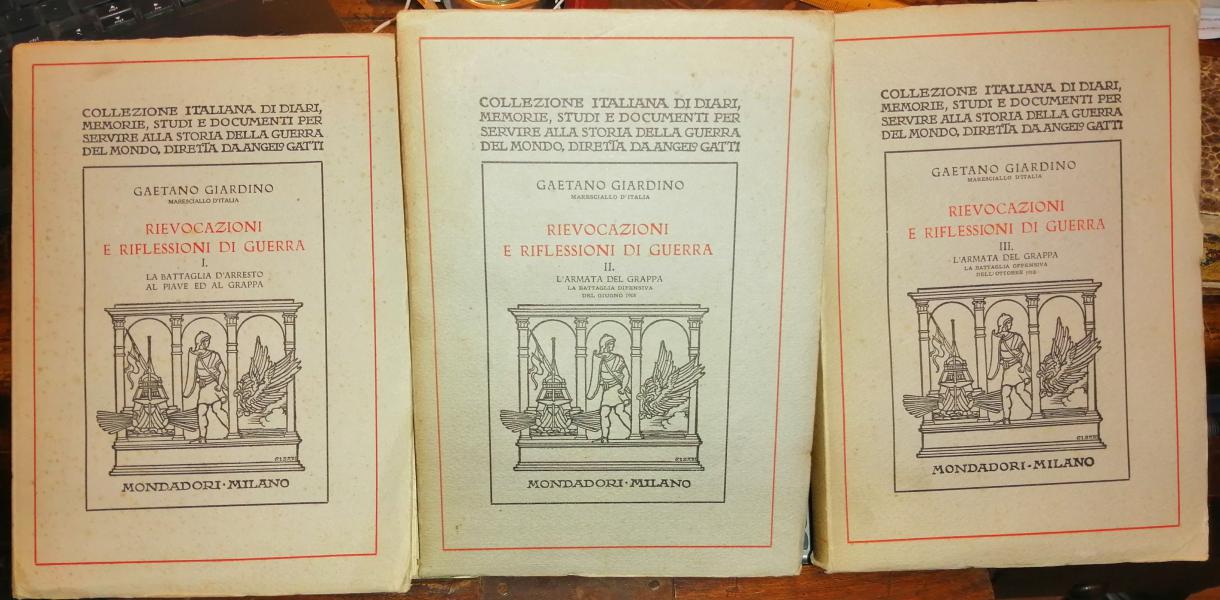 COLLEZIONE ITALIANA DI DIARI,
MEMORIE, STUDI E DOCUMENTI PER
SERVIRE ALLA STORIA DELLA GUERRA
DEL MONDO, DIRETTA DA ANGELO GATTI
GAETANO GIARDINO
MARESCIALLO D'ITALIA
RIEVOCAZIONI
E RIFLESSIONI DI GUERRA
I.
LA BATTAGLIA D'ARRESTO
AL PIAVE ED AL GRAPPA
MONDADORI · MILANO
COLLEZIONE ITALIANA DI DIARI,
MEMORIE, STUDI E DOCUMENTI PER
SERVIRE ALLA STORIA DELLA GUERRA
DEL MONDO, DIRETTA DA ANGELO GATTI
GAETANO GIARDINO
MARESCIALLO D'ITALIA
RIEVOCAZIONI
E RIFLESSIONI DI GUERRA
II.
L'ARMATA DEL GRAPPA
LA BATTAGLIA DIFENSIVA
DEL GIUGNO 1918
MONDADORI · MILANO
COLLEZIONE ITALIANA DI DIARI,
MEMORIE, STUDI E DOCUMENTI PER
SERVIRE ALLA STORIA DELLA GUERRA
DEL MONDO, DIRETTA DA ANGELO GATTI
GAETANO GIARDINO
MARESCIALLO D'ITALIA
RIEVOCAZIONI
E RIFLESSIONI DI GUERRA
III.
L'ARMATA DEL GRAPPA
LA BATTAGLIA OFFENSIVA
DELL'OTTOBRE 1918
MONDADORI · MILANO